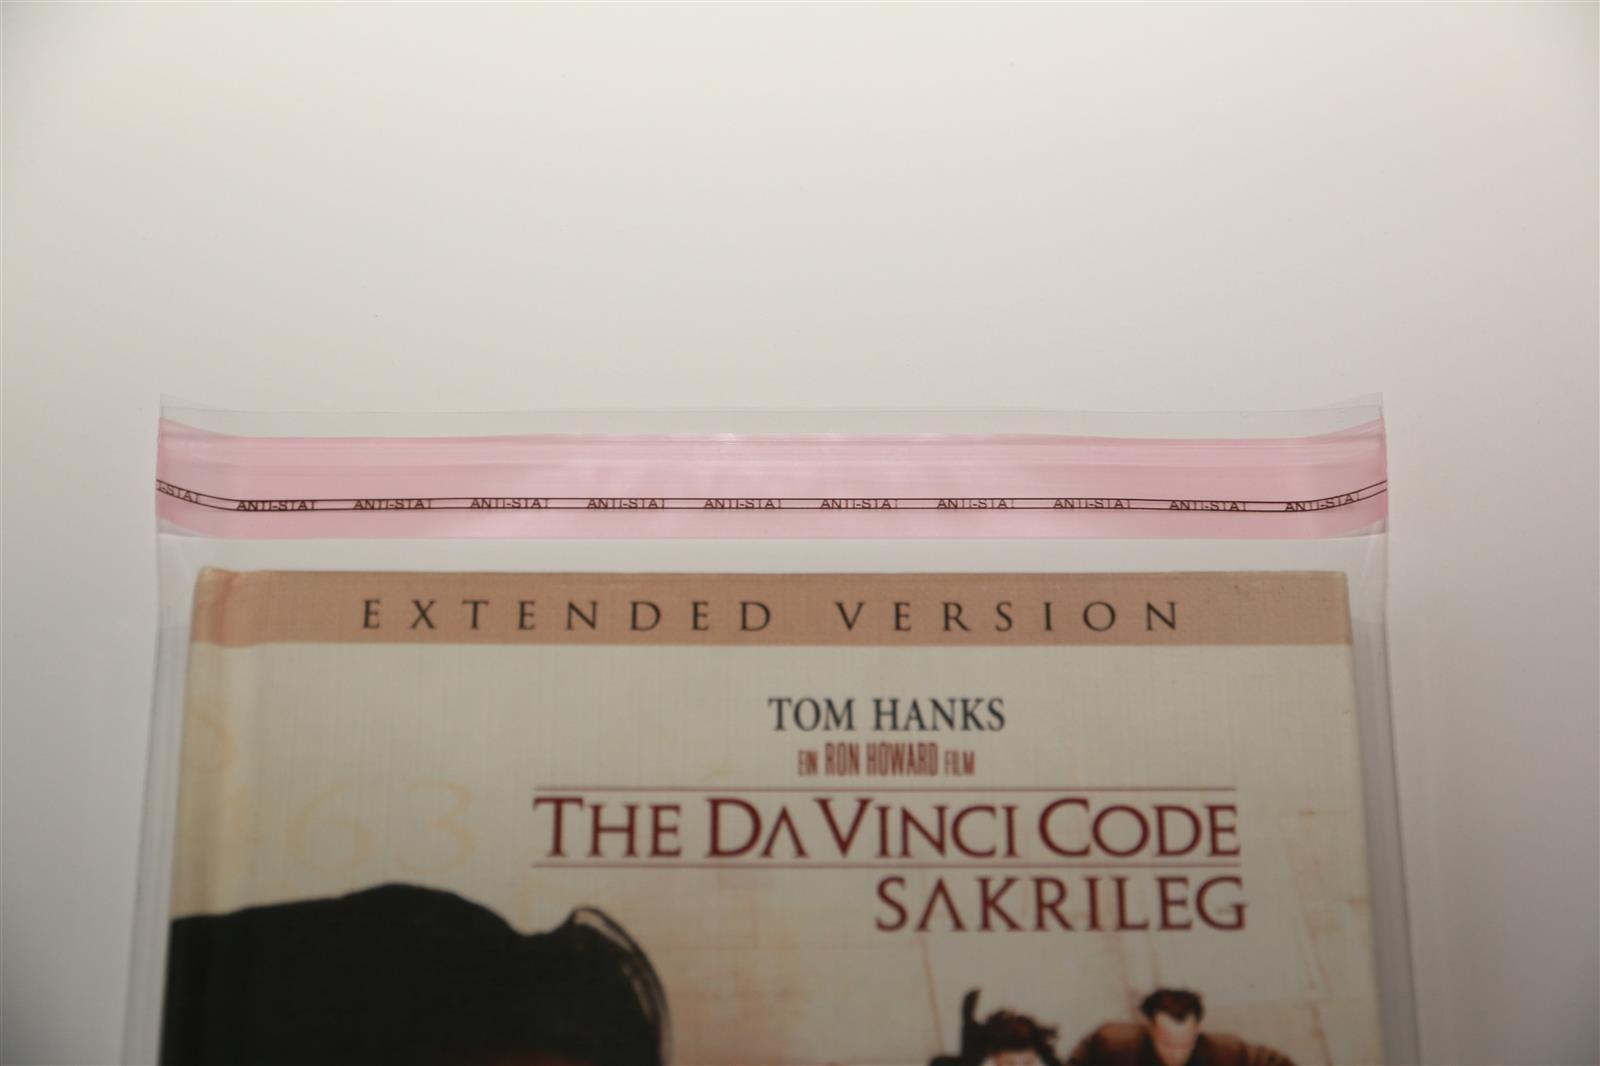 ANTI-STAT ANTI-STAT ANTI-STAT ANTI-STAT ANTI-STAT ANTI-STAT ANTI-STAT ANTI-STAT ANTI-STAT ANTI-STAT
EXTENDED VERSION
TOM HANKS
EIN RON HOWARD FILM
THE DA VINCI CODE
SAKRILEG